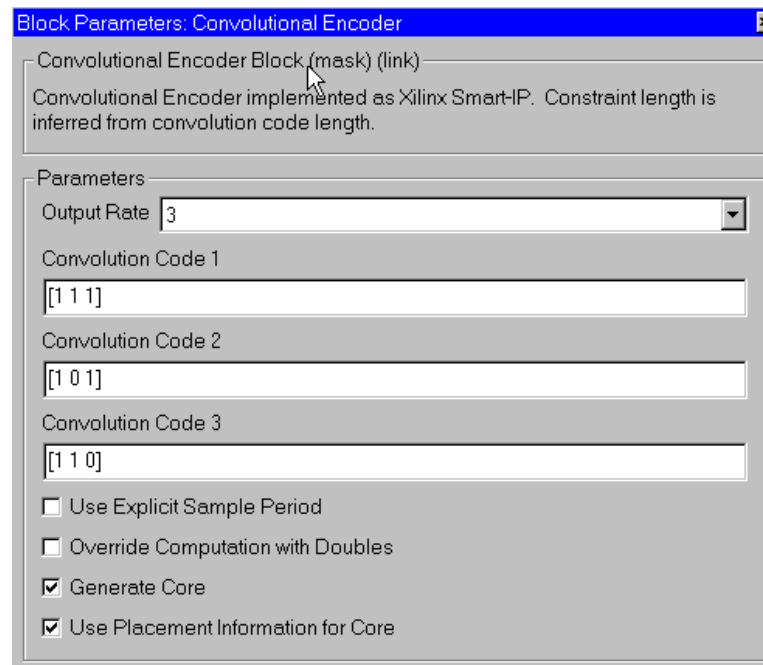 Block Parameters: Convolutional Encoder
Convolutional Encoder Block (mask) (link)
Convolutional Encoder implemented as Xilinx Smart-IP. Constraint length is
inferred from convolution code length.
Parameters
Output Rate 3
Convolution Code 1
[1 1 1]
Convolution Code 2
[1 0 1]
Convolution Code 3
[1 1 0]
Use Explicit Sample Period
Override Computation with Doubles
Generate Core
Use Placement Information for Core